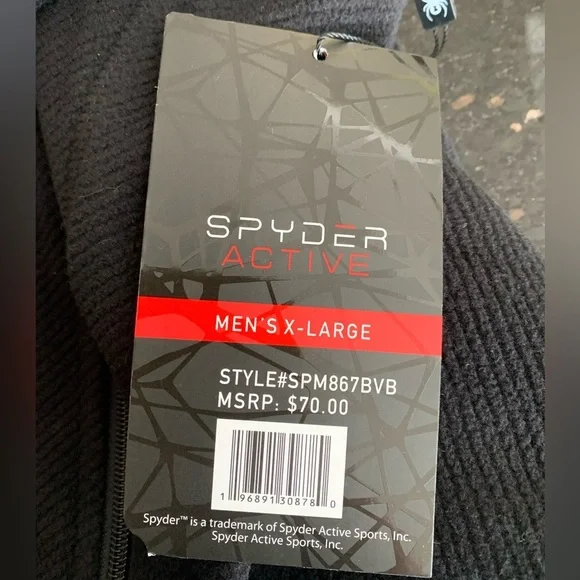 SPYDER
ACTIVE
MEN'S X-LARGE
STYLE#SPM867BVB
MSRP: $70.00
1 96891 30878 0
Spyder™ is a trademark of Spyder Active Sports, Inc.
Spyder Active Sports, Inc.